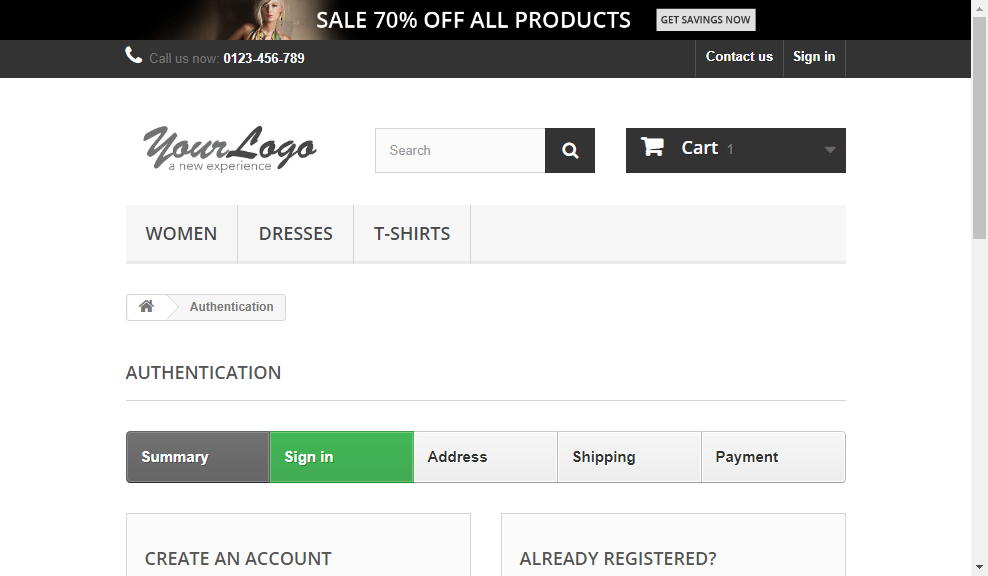 SALE 70% OFF ALL PRODUCTS GET SAVINGS NOW
Call us now: 0123-456-789 Contact us Sign in
YourLogo
a new experience
Search
Cart 1
WOMEN DRESSES T-SHIRTS
Authentication
AUTHENTICATION
Summary Sign in Address Shipping Payment
CREATE AN ACCOUNT ALREADY REGISTERED?